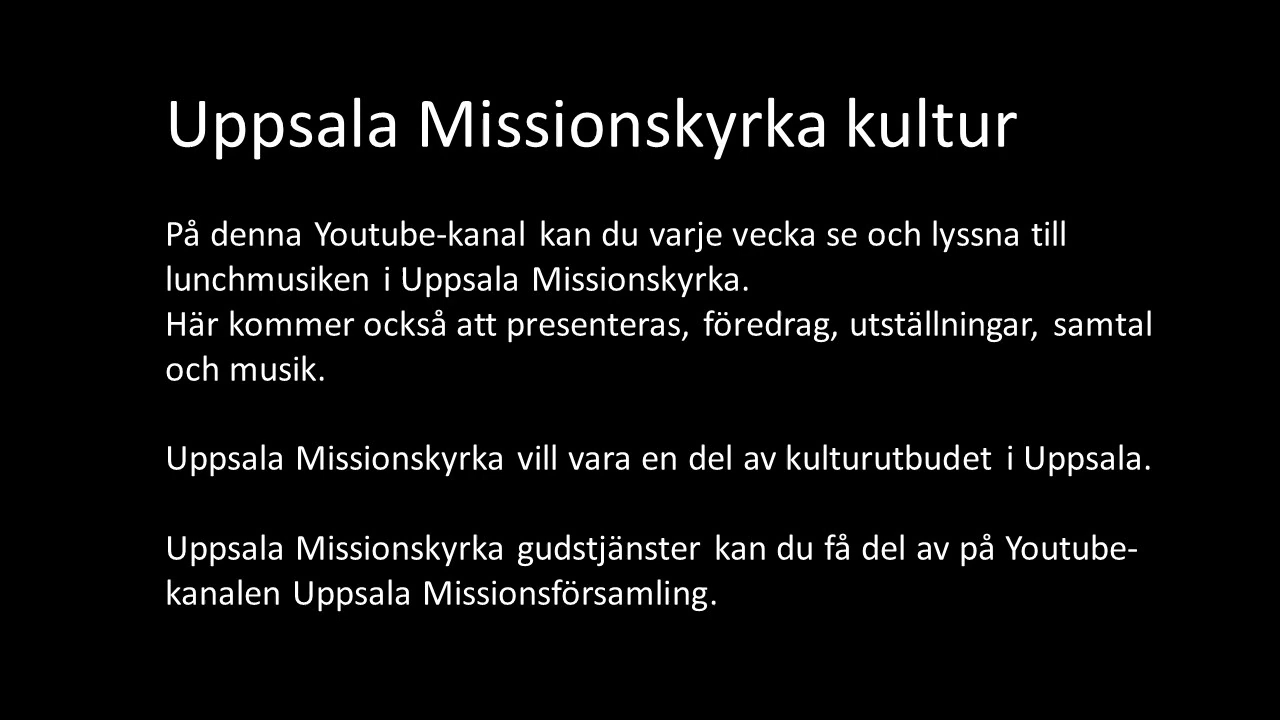 Uppsala Missionskyrka kultur
På denna Youtube-kanal kan du varje vecka se och lyssna till
lunchmusiken i Uppsala Missionskyrka.
Här kommer också att presenteras, föredrag, utställningar, samtal
och musik.
Uppsala Missionskyrka vill vara en del av kulturutbudet i Uppsala.
Uppsala Missionskyrka gudstjänster kan du få del av på Youtube-
kanalen Uppsala Missionsförsamling.